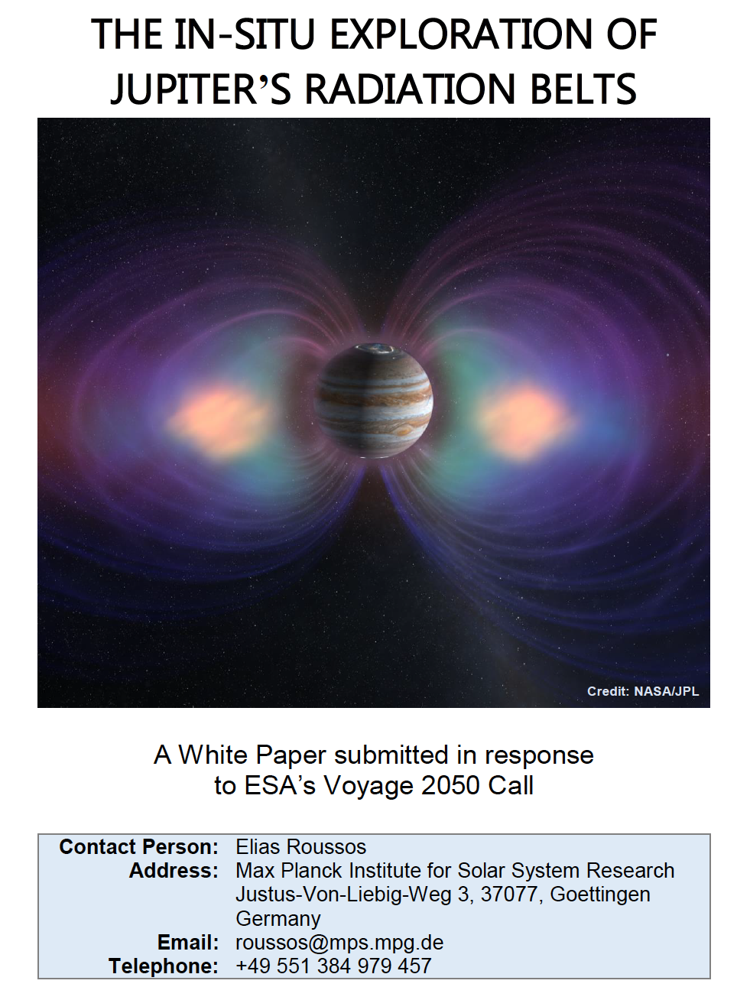 THE IN-SITU EXPLORATION OF
JUPITER’S RADIATION BELTS
Credit: NASA/JPL
A White Paper submitted in response
to ESA’s Voyage 2050 Call
Contact Person: Elias Roussos
Address: Max Planck Institute for Solar System Research
Justus-Von-Liebig-Weg 3, 37077, Goettingen
Germany
Email: roussos@mps.mpg.de
Telephone: +49 551 384 979 457